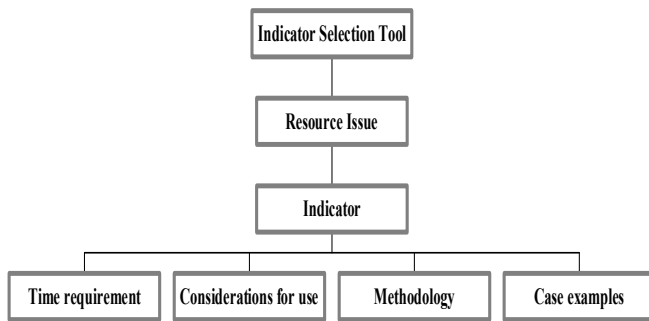 Indicator Selection Tool
Resource Issue
Indicator
Time requirement
Considerations for use
Methodology
Case examples